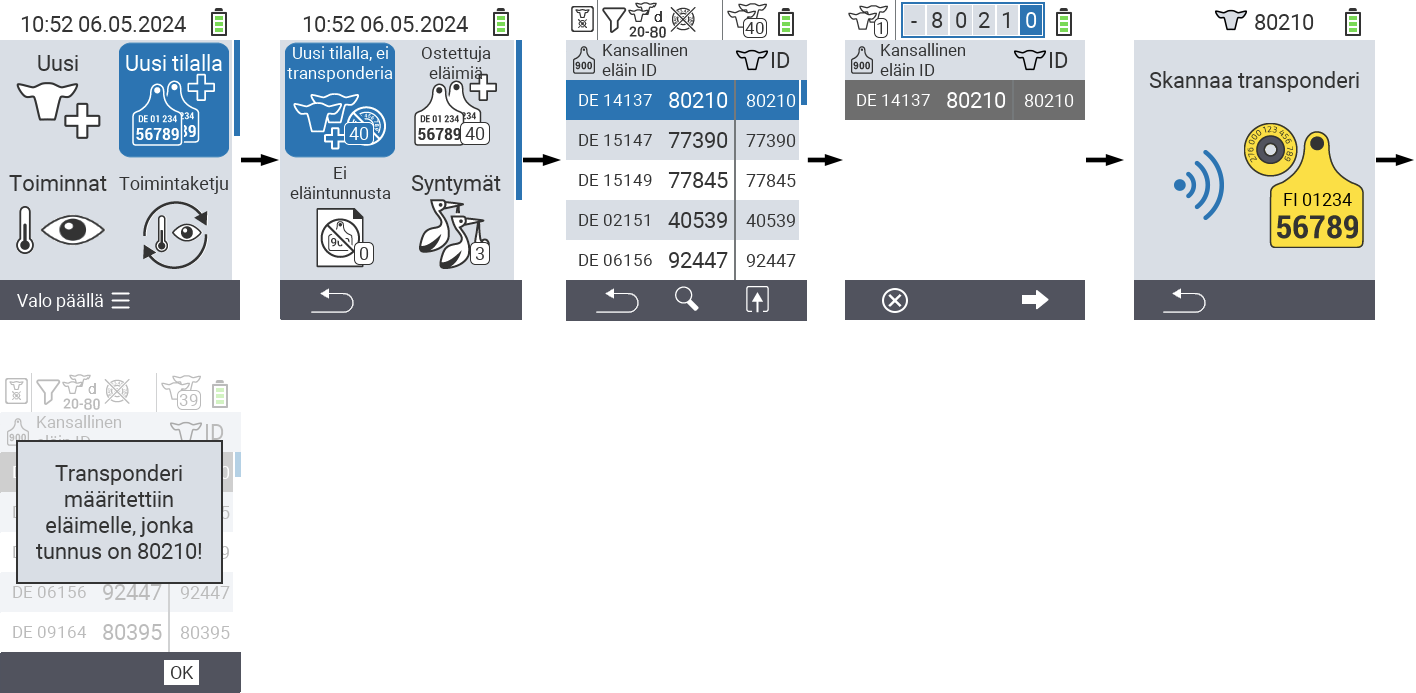 10:52 06.05.2024
Uusi
Uusi tilalla
DE 01 234
234
56789
39
Toiminnat
Toimintaketju
Valo päällä
10:52 06.05.2024
Uusi tilalla, ei
transponderia
40
Ostettuja
eläimiä
DE 01 234
234
56789
40
Ei
eläintunnusta
0
Syntymät
3
d
20-80
40
900
Kansallinen
eläin ID
ID
DE 14137 80210 80210
DE 15147 77390 77390
DE 15149 77845 77845
DE 02151 40539 40539
DE 06156 92447 92447
1
- 8 0 2 1 0
900
Kansallinen
eläin ID
ID
DE 14137 80210 80210
80210
Skannaa transponderi
276 000 123 456 789
FI 01234
56789
d
20-80
39
900
Kansallinen
eläin ID
ID
Transponderi
määritettiin
eläimelle, jonka
tunnus on 80210!
DE 06156 92447 92447
DE 09164 80395 80395
OK